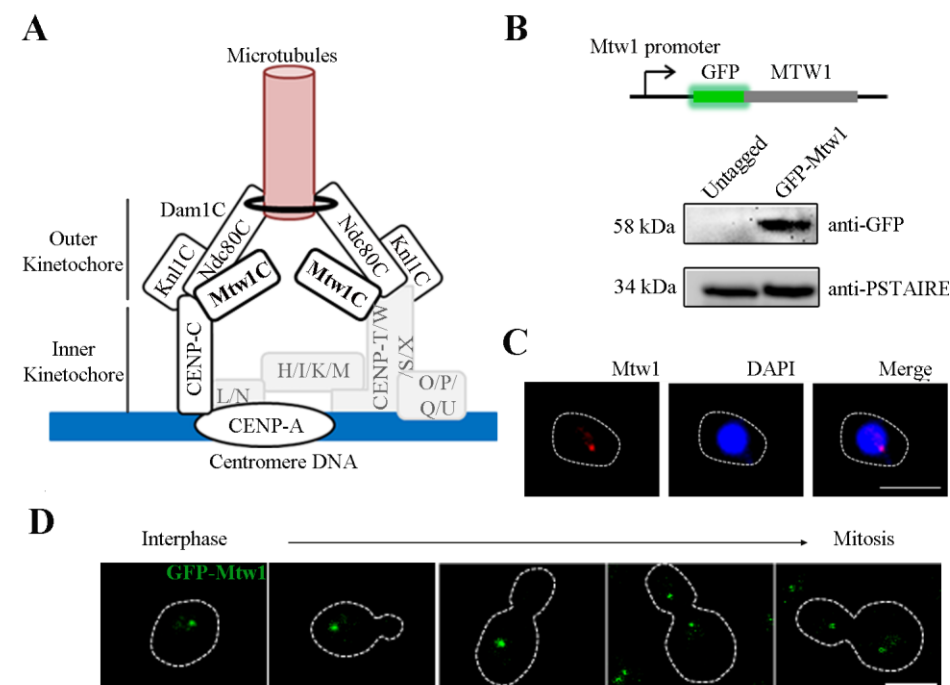 A
Microtubules
Dam1C
Ndc80C
Ndc80C
Knl1C
Knl1C
Outer
Kinetochore
Mtw1C
Mtw1C
Inner
Kinetochore
CENP-C
CENP-T/W
/S/X
H/I/K/M
L/N
O/P/
Q/U
CENP-A
Centromere DNA
B
Mtw1 promoter
GFP
MTW1
Untagged
GFP-Mtw1
58 kDa
anti-GFP
34 kDa
anti-PSTAIRE
C
Mtw1
DAPI
Merge
D
Interphase
Mitosis
GFP-Mtw1